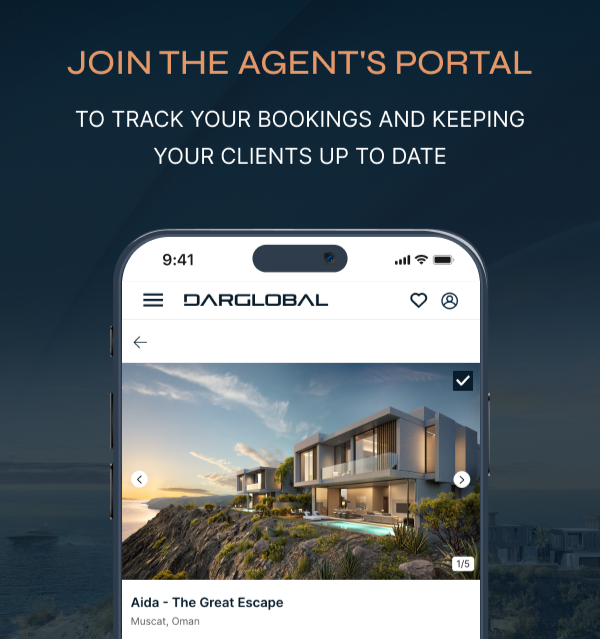 JOIN THE AGENT'S PORTAL
TO TRACK YOUR BOOKINGS AND KEEPING
YOUR CLIENTS UP TO DATE
9:41
DARGLOBAL
1/5
Aida - The Great Escape
Muscat, Oman